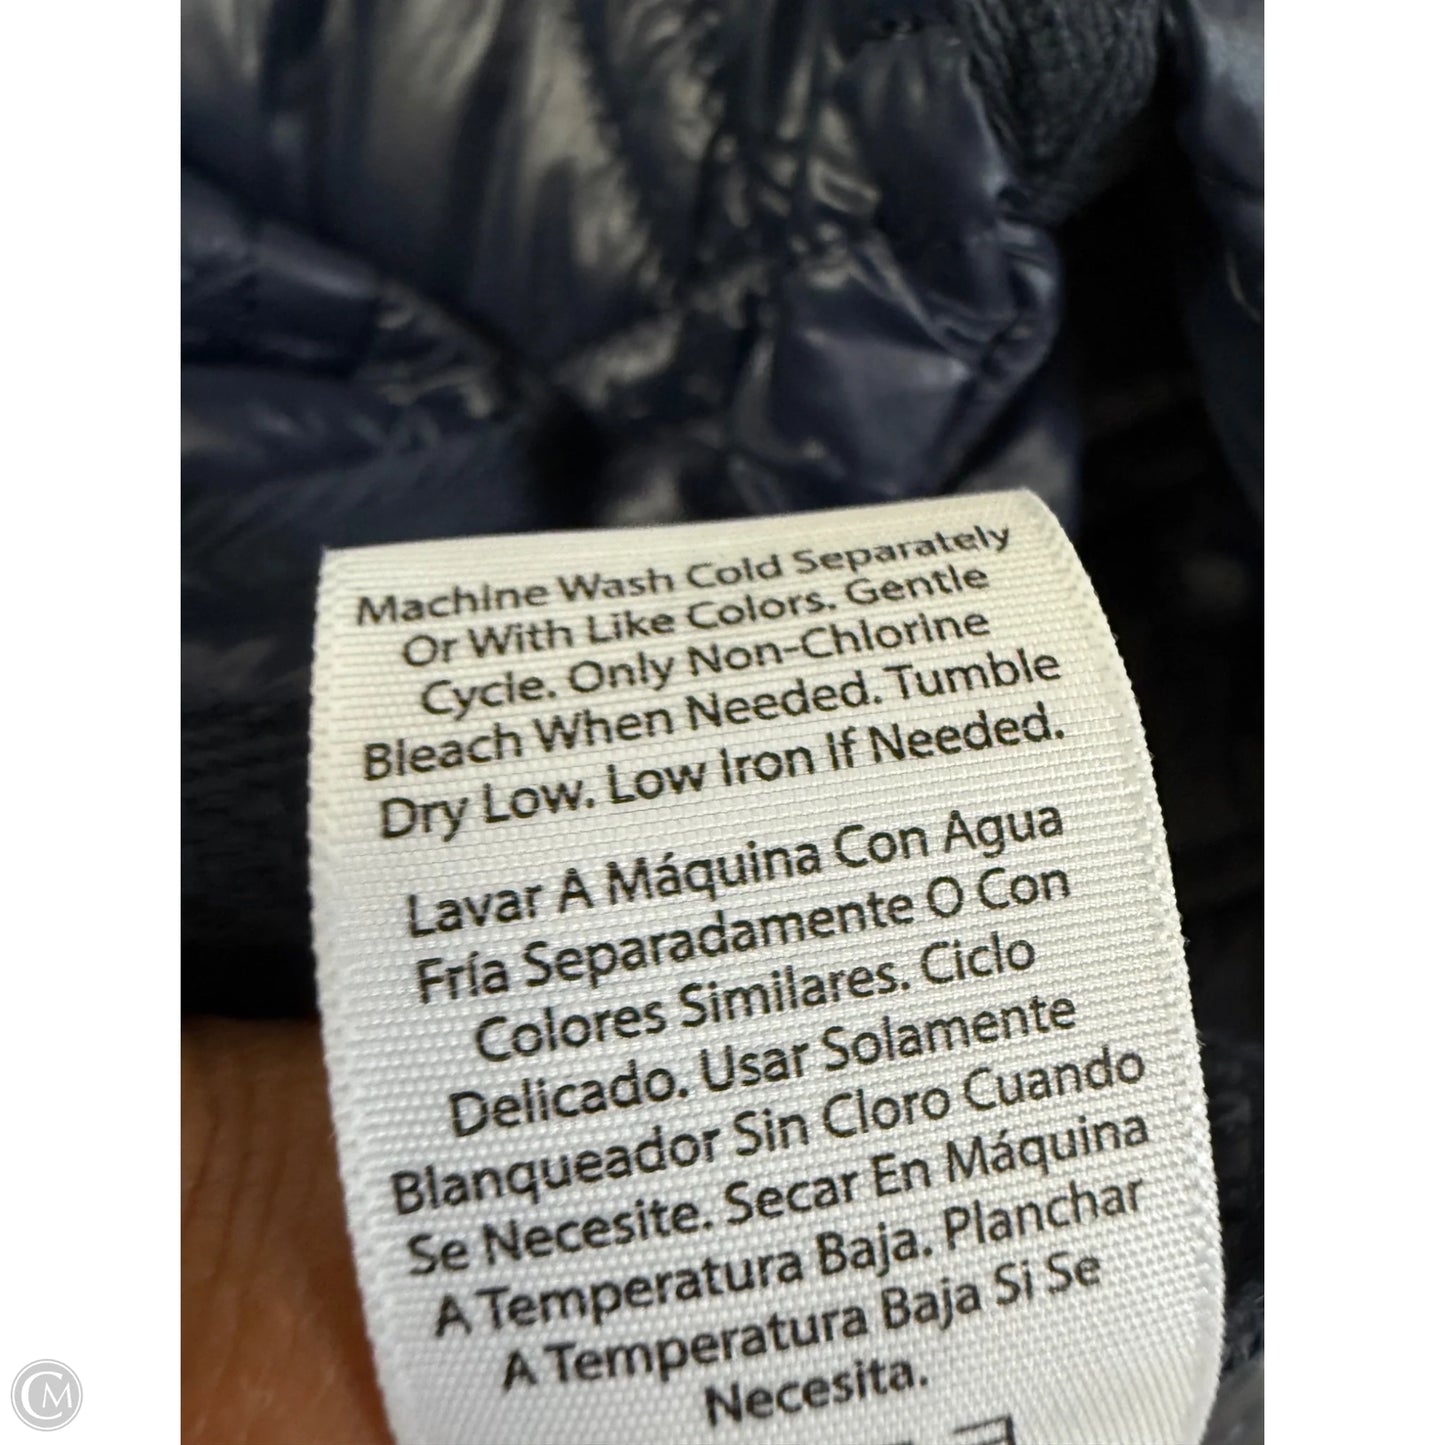 Machine Wash Cold Separately
Or With Like Colors. Gentle
Cycle. Only Non-Chlorine
Bleach When Needed. Tumble
Dry Low. Low Iron If Needed.
Lavar A Máquina Con Agua
Fría Separadamente O Con
Colores Similares. Ciclo
Delicado. Usar Solamente
Blanqueador Sin Cloro Cuando
Se Necesite. Secar En Máquina
A Temperatura Baja. Planchar
A Temperatura Baja Si Se
Necesita.
CM